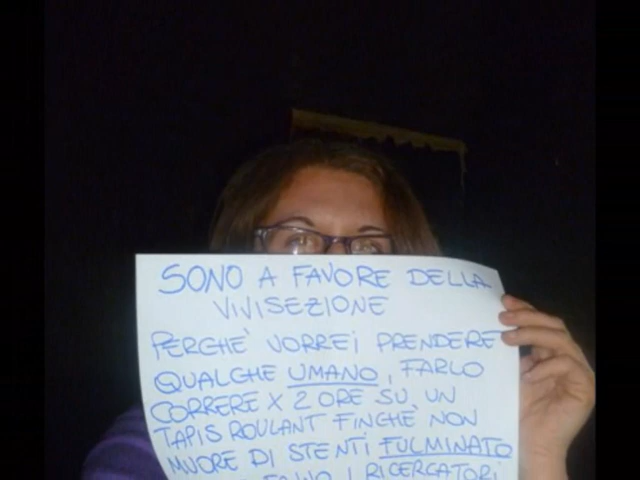 SONO A FAVORE DELLA
VIVISEZIONE
PERCHÈ VORREI PRENDERE
QUALCHE UMANO, FARLO
CORRERE X 2 ORE SU UN
TAPIS ROULANT FINCHÈ NON
MUORE DI STENTI FULMINATO
FANNO I RICERCATORI